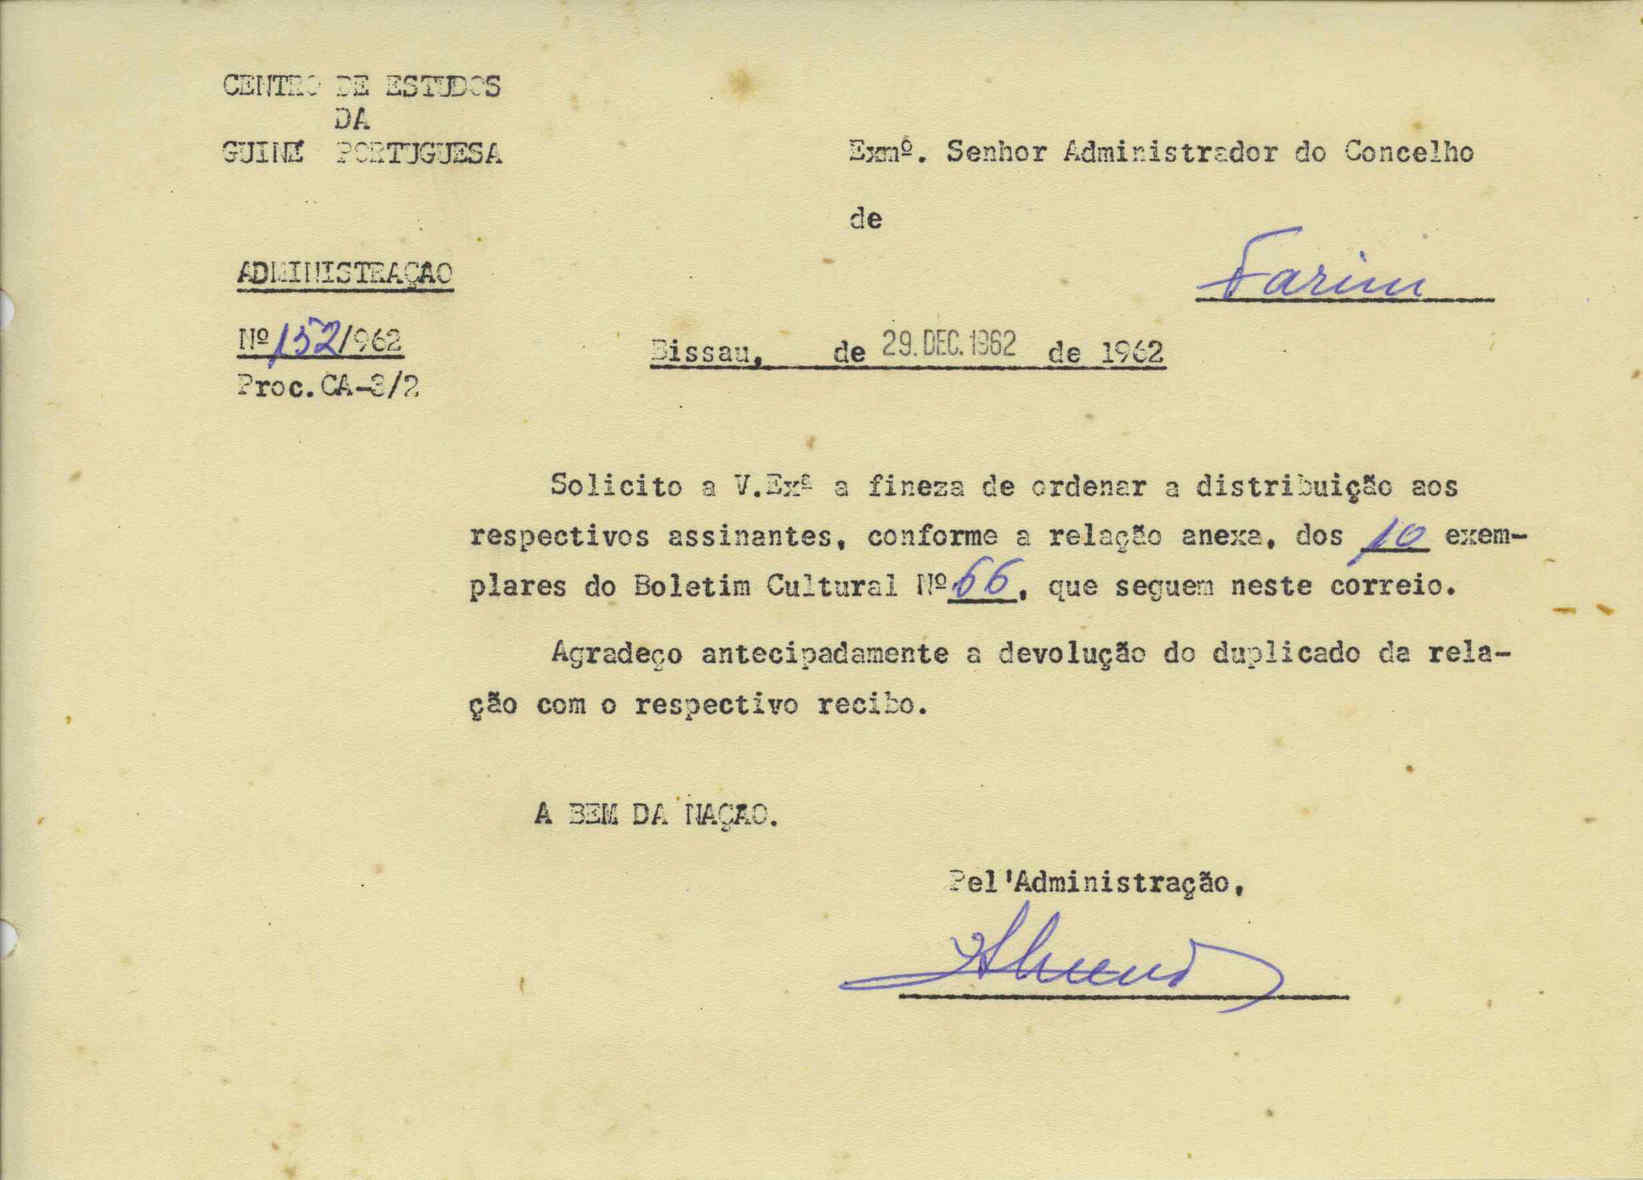 CENTRO DE ESTUDOS
DA
GUINÉ PORTUGUESA
Exmº. Senhor Administrador do Concelho
de
Farim
ADMINISTRAÇAO
Nº 152/962
Proc.CA-3/2
Bissau, de 29.DEC.1962 de 1962
Solicito a V.Exª a fineza de ordenar a distribuição aos
respectivos assinantes, conforme a relação anexa, dos 10 exem-
plares do Boletim Cultural Nº 66, que seguem neste correio.
Agradeço antecipadamente a devolução do duplicado da rela-
ção com o respectivo recibo.
A BEM DA NAÇAO.
Pel'Administração,